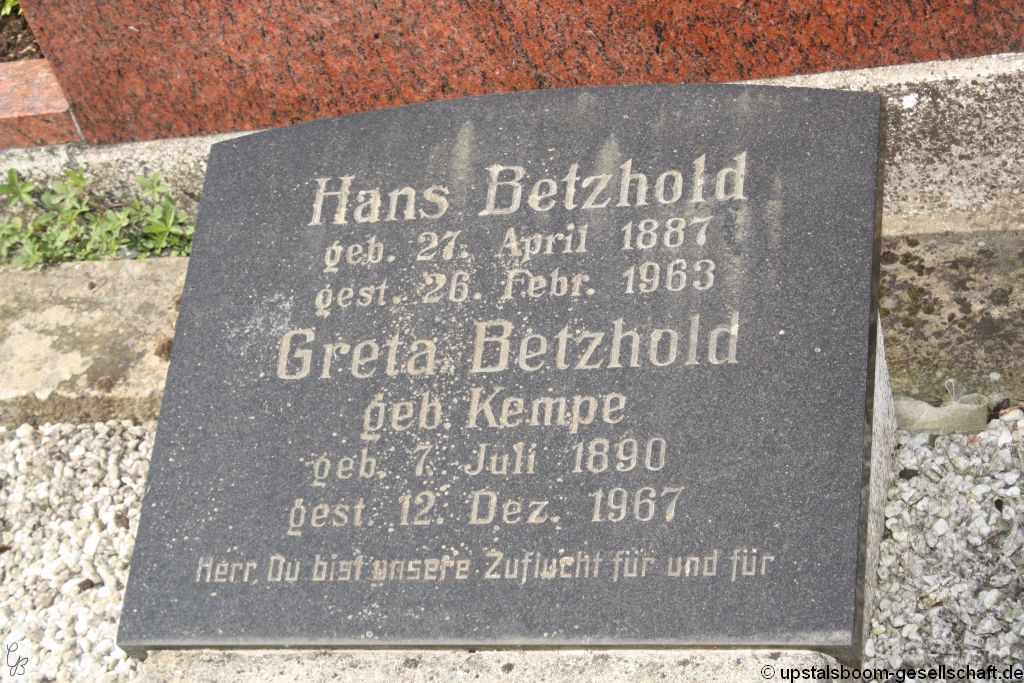 Hans Betzhold
geb. 27. April 1887
gest. 26. Febr. 1963
Greta Betzhold
geb. Kempe
geb. 7. Juli 1890
gest. 12. Dez. 1967
Herr, Du bist unsere Zuflucht für und für
GB
© upstalsboom-gesellschaft.de